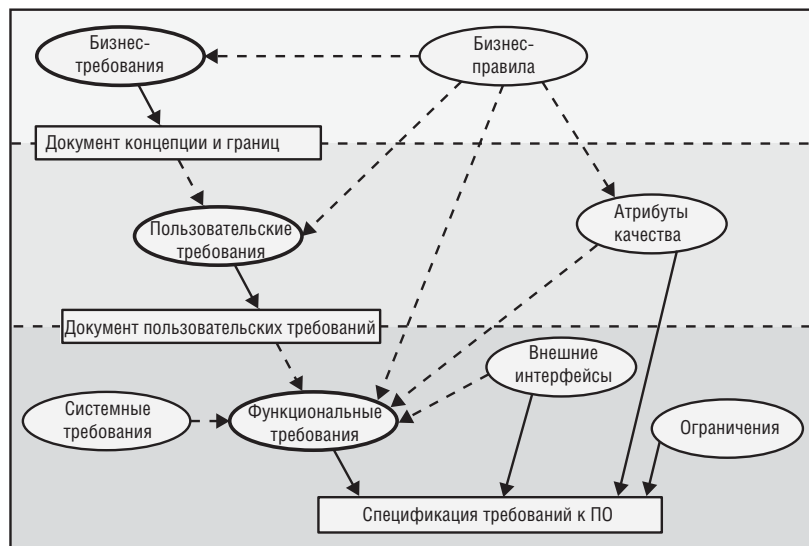 Бизнес-
требования
Бизнес-
правила
Документ концепции и границ
Пользовательские
требования
Атрибуты
качества
Документ пользовательских требований
Внешние
интерфейсы
Системные
требования
Функциональные
требования
Ограничения
Спецификация требований к ПО